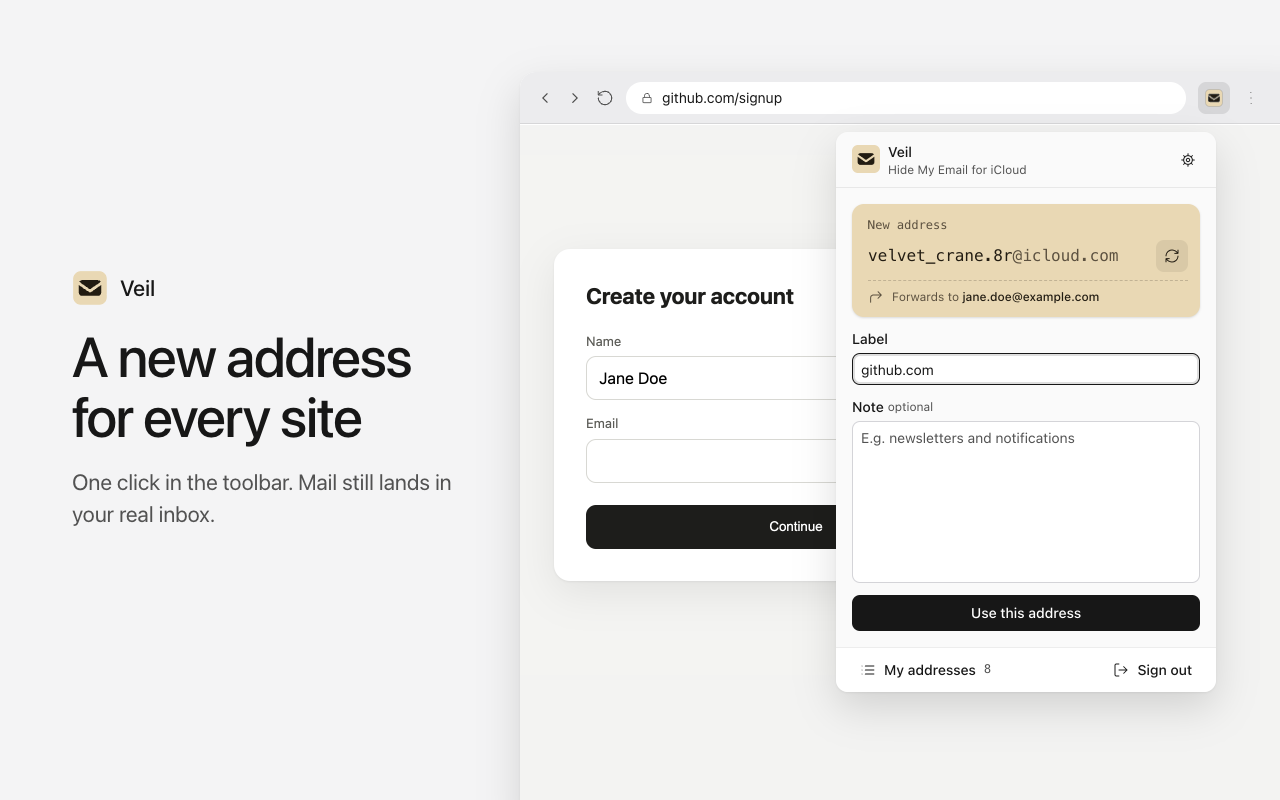 Veil
A new address
for every site
One click in the toolbar. Mail still lands in
your real inbox.
github.com/signup
Create your account
Name
Jane Doe
Email
Continue
Veil
Hide My Email for iCloud
New address
velvet_crane.8r@icloud.com
Forwards to jane.doe@example.com
Label
github.com
Note optional
E.g. newsletters and notifications
Use this address
My addresses 8
Sign out